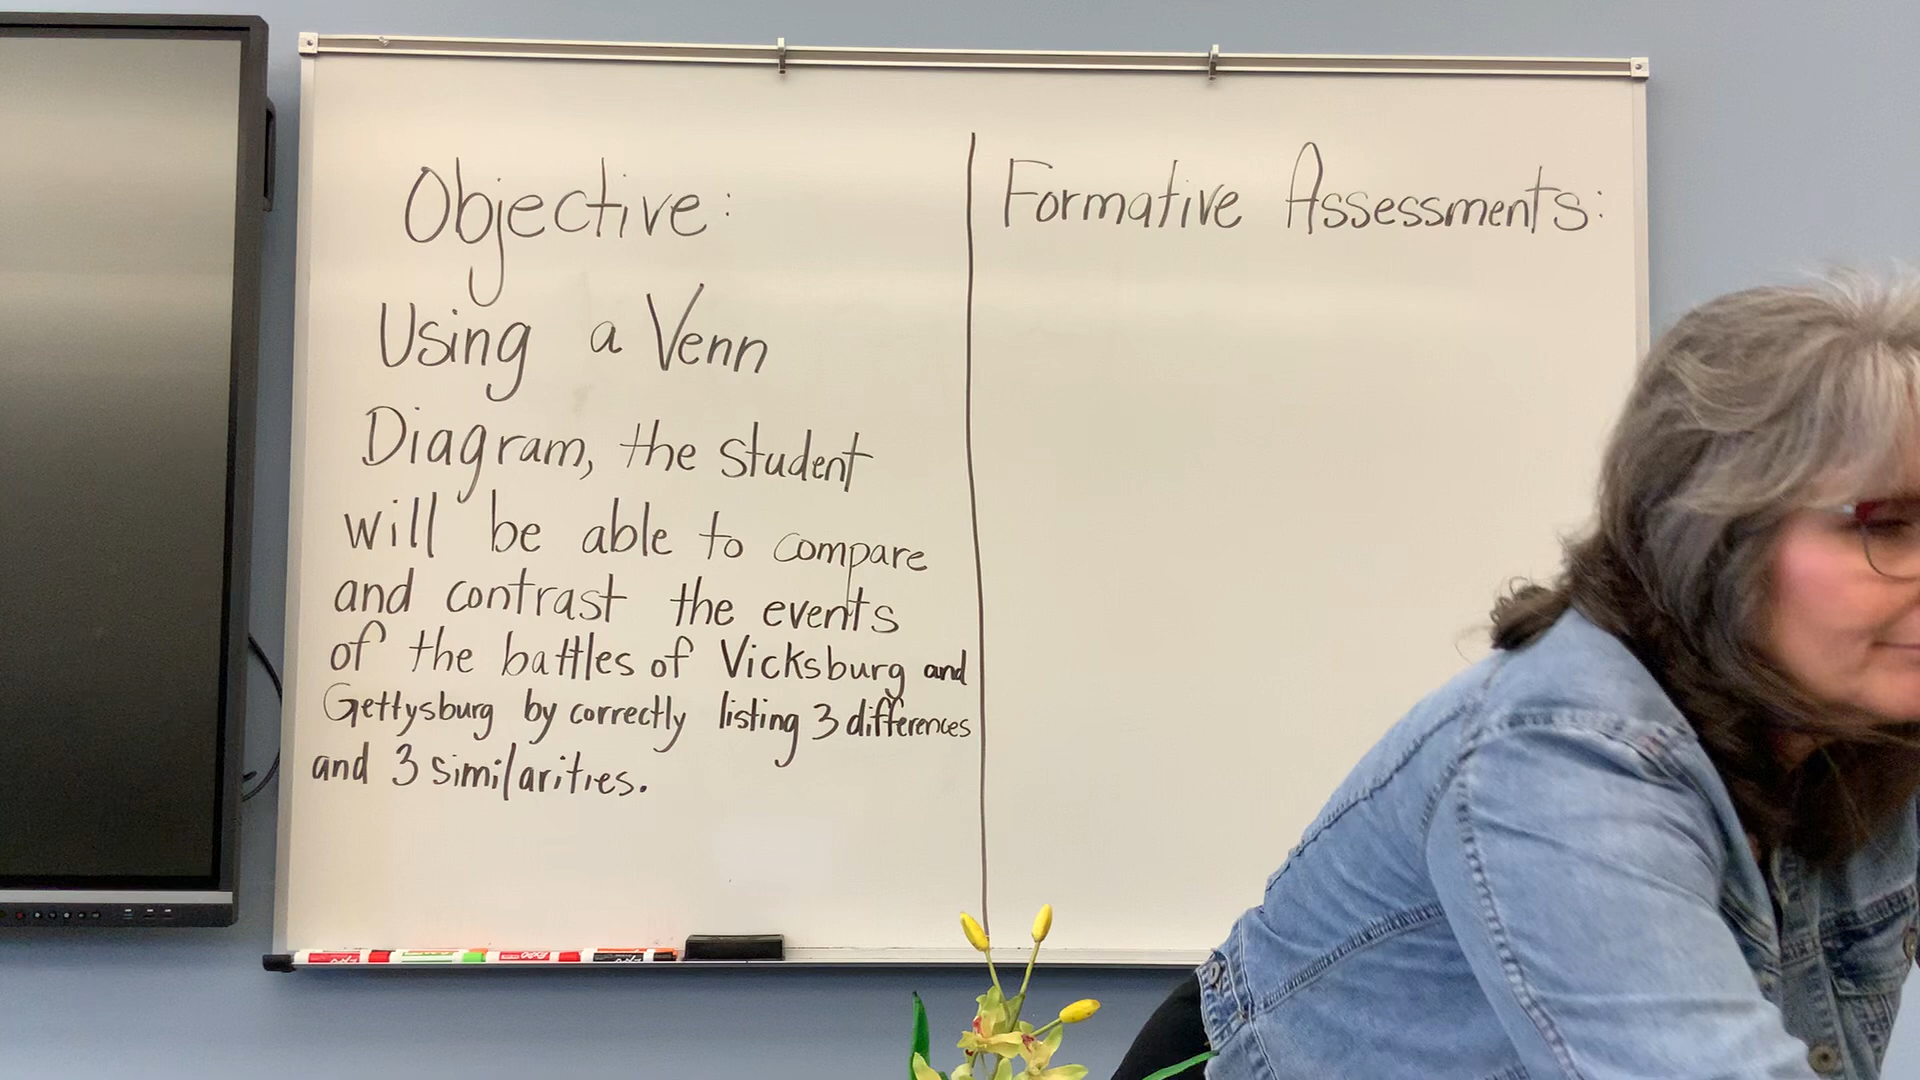 Objective:
Using a Venn
Diagram, the student
will be able to compare
and contrast the events
of the battles of Vicksburg and
Gettysburg by correctly listing 3 differences
and 3 similarities.
Formative Assessments: